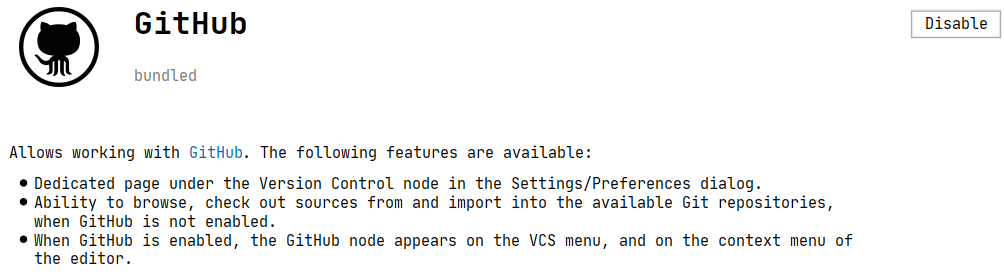 GitHub
Disable
bundled
Allows working with GitHub. The following features are available:
● Dedicated page under the Version Control node in the Settings/Preferences dialog.
● Ability to browse, check out sources from and import into the available Git repositories,
when GitHub is not enabled.
● When GitHub is enabled, the GitHub node appears on the VCS menu, and on the context menu of
the editor.